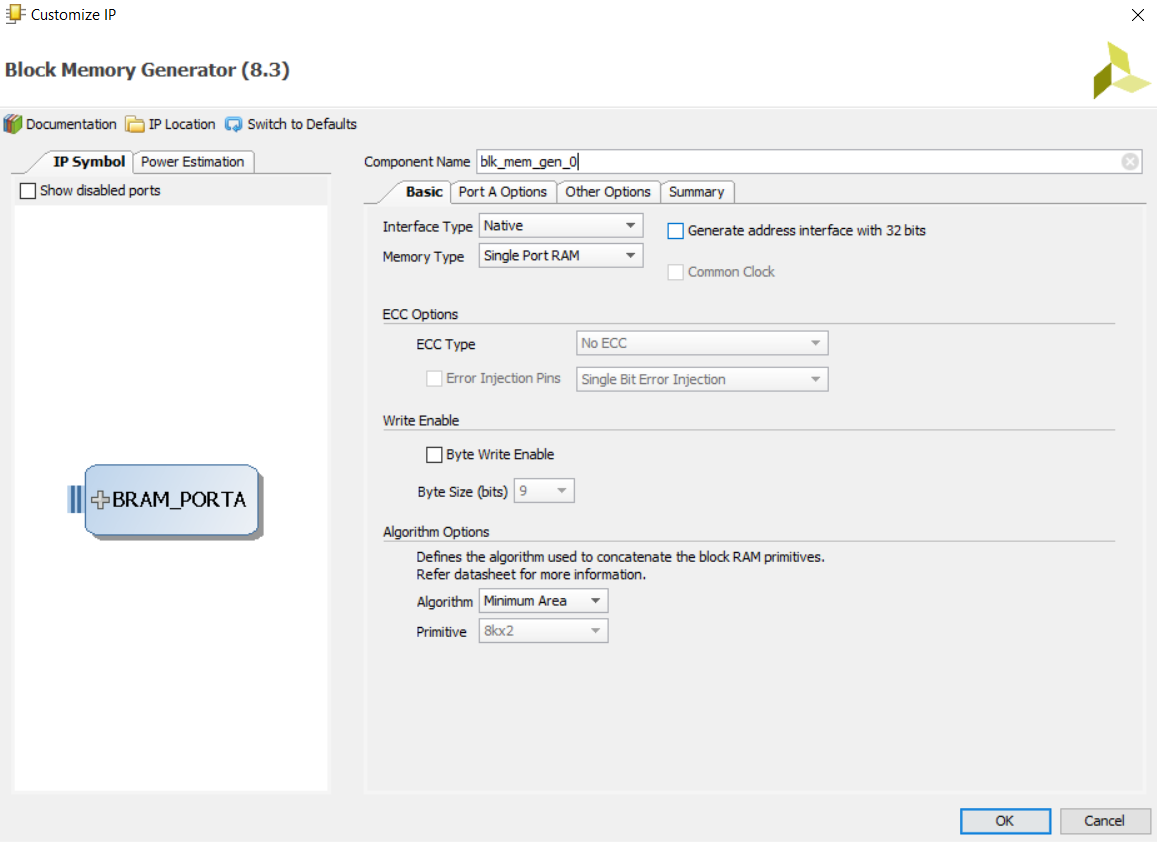 Customize IP
Block Memory Generator (8.3)
Documentation IP Location Switch to Defaults
IP Symbol Power Estimation
Show disabled ports
BRAM_PORTA
Component Name blk_mem_gen_0
Basic Port A Options Other Options Summary
Interface Type Native
Generate address interface with 32 bits
Memory Type Single Port RAM
Common Clock
ECC Options
ECC Type No ECC
Error Injection Pins Single Bit Error Injection
Write Enable
Byte Write Enable
Byte Size (bits) 9
Algorithm Options
Defines the algorithm used to concatenate the block RAM primitives.
Refer datasheet for more information.
Algorithm Minimum Area
Primitive 8kx2
OK Cancel